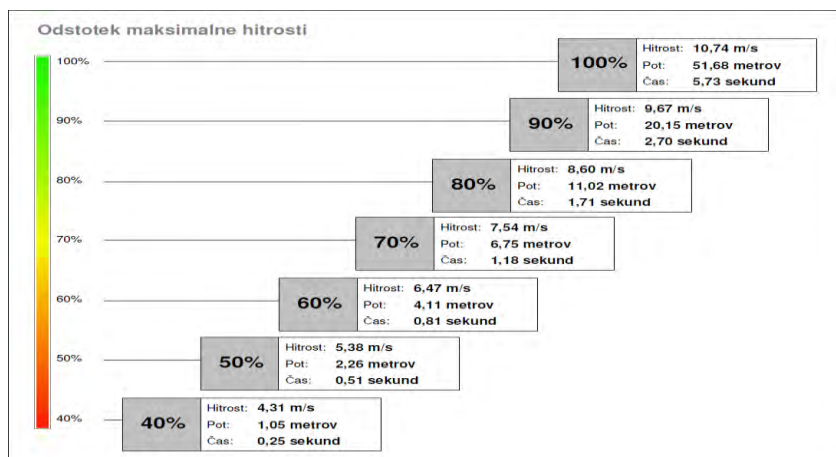 Odstotek maksimalne hitrosti
100%
100%
Hitrost: 10,74 m/s
Pot: 51,68 metrov
Čas: 5,73 sekund
90%
90%
Hitrost: 9,67 m/s
Pot: 20,15 metrov
Čas: 2,70 sekund
80%
80%
Hitrost: 8,60 m/s
Pot: 11,02 metrov
Čas: 1,71 sekund
70%
70%
Hitrost: 7,54 m/s
Pot: 6,75 metrov
Čas: 1,18 sekund
60%
60%
Hitrost: 6,47 m/s
Pot: 4,11 metrov
Čas: 0,81 sekund
50%
50%
Hitrost: 5,38 m/s
Pot: 2,26 metrov
Čas: 0,51 sekund
40%
40%
Hitrost: 4,31 m/s
Pot: 1,05 metrov
Čas: 0,25 sekund